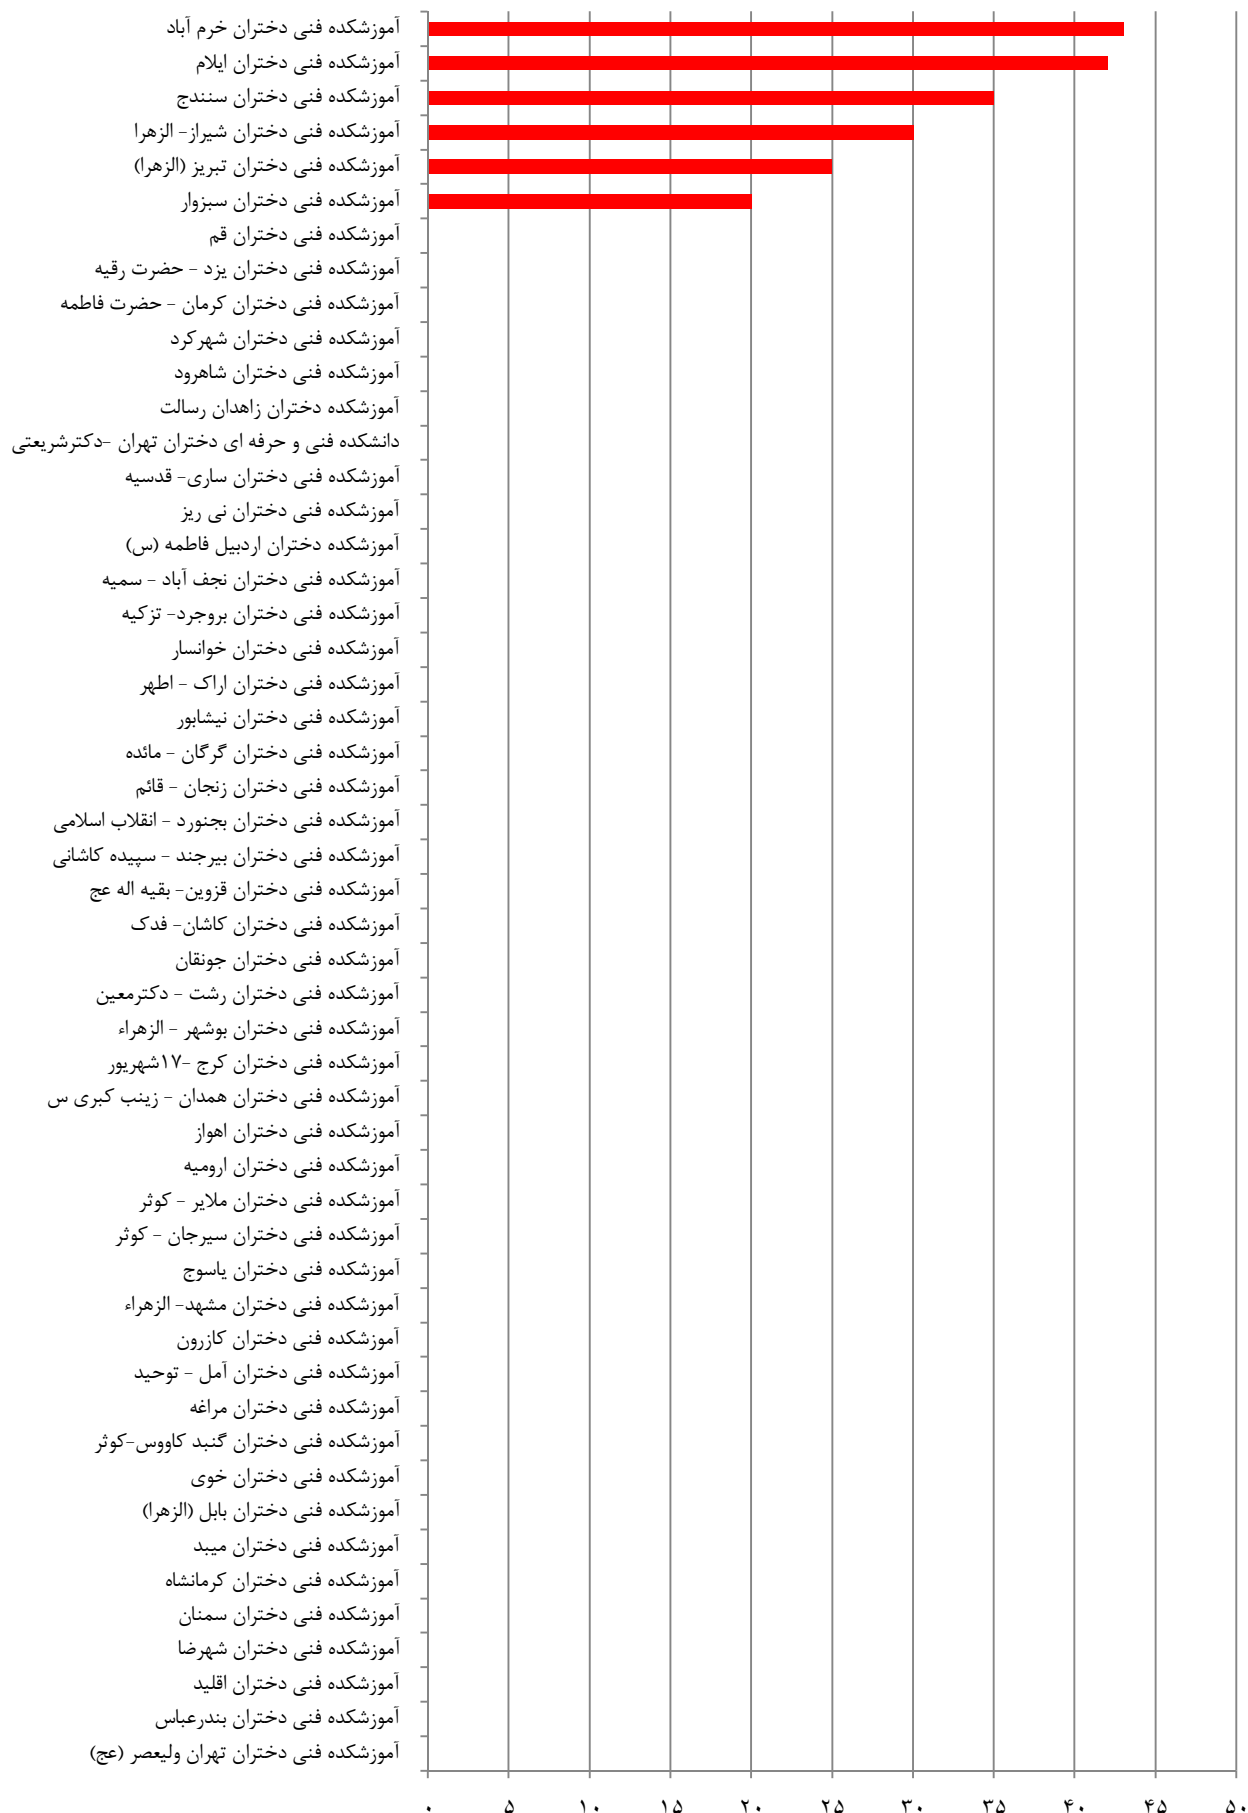 آموزشکده فنی دختران خرم آباد
آموزشکده فنی دختران ایلام
آموزشکده فنی دختران سنندج
آموزشکده فنی دختران شیراز- الزهرا
آموزشکده فنی دختران تبریز (الزهرا)
آموزشکده فنی دختران سبزوار
آموزشکده فنی دختران قم
آموزشکده فنی دختران یزد - حضرت رقیه
آموزشکده فنی دختران کرمان - حضرت فاطمه
آموزشکده فنی دختران شهرکرد
آموزشکده فنی دختران شاهرود
آموزشکده دختران زاهدان رسالت
دانشکده فنی و حرفه ای دختران تهران -دکترشریعتی
آموزشکده فنی دختران ساری- قدسیه
آموزشکده فنی دختران نی ریز
آموزشکده دختران اردبیل فاطمه (س)
آموزشکده فنی دختران نجف آباد - سمیه
آموزشکده فنی دختران بروجرد- تزکیه
آموزشکده فنی دختران خوانسار
آموزشکده فنی دختران اراک - اطهر
آموزشکده فنی دختران نیشابور
آموزشکده فنی دختران گرگان - مائده
آموزشکده فنی دختران زنجان - قائم
آموزشکده فنی دختران بجنورد - انقلاب اسلامی
آموزشکده فنی دختران بیرجند - سپیده کاشانی
آموزشکده فنی دختران قزوین- بقیه اله عج
آموزشکده فنی دختران کاشان- فدک
آموزشکده فنی دختران جونقان
آموزشکده فنی دختران رشت - دکترمعین
آموزشکده فنی دختران بوشهر - الزهراء
آموزشکده فنی دختران کرج -۱۷شهریور
آموزشکده فنی دختران همدان - زینب کبری س
آموزشکده فنی دختران اهواز
آموزشکده فنی دختران ارومیه
آموزشکده فنی دختران ملایر - کوثر
آموزشکده فنی دختران سیرجان - کوثر
آموزشکده فنی دختران یاسوج
آموزشکده فنی دختران مشهد- الزهراء
آموزشکده فنی دختران کازرون
آموزشکده فنی دختران آمل - توحید
آموزشکده فنی دختران مراغه
آموزشکده فنی دختران گنبد کاووس-کوثر
آموزشکده فنی دختران خوی
آموزشکده فنی دختران بابل (الزهرا)
آموزشکده فنی دختران میبد
آموزشکده فنی دختران کرمانشاه
آموزشکده فنی دختران سمنان
آموزشکده فنی دختران شهرضا
آموزشکده فنی دختران اقلید
آموزشکده فنی دختران بندرعباس
آموزشکده فنی دختران تهران ولیعصر (عج)
۰ ۵ ۱۰ ۱۵ ۲۰ ۲۵ ۳۰ ۳۵ ۴۰ ۴۵ ۵۰